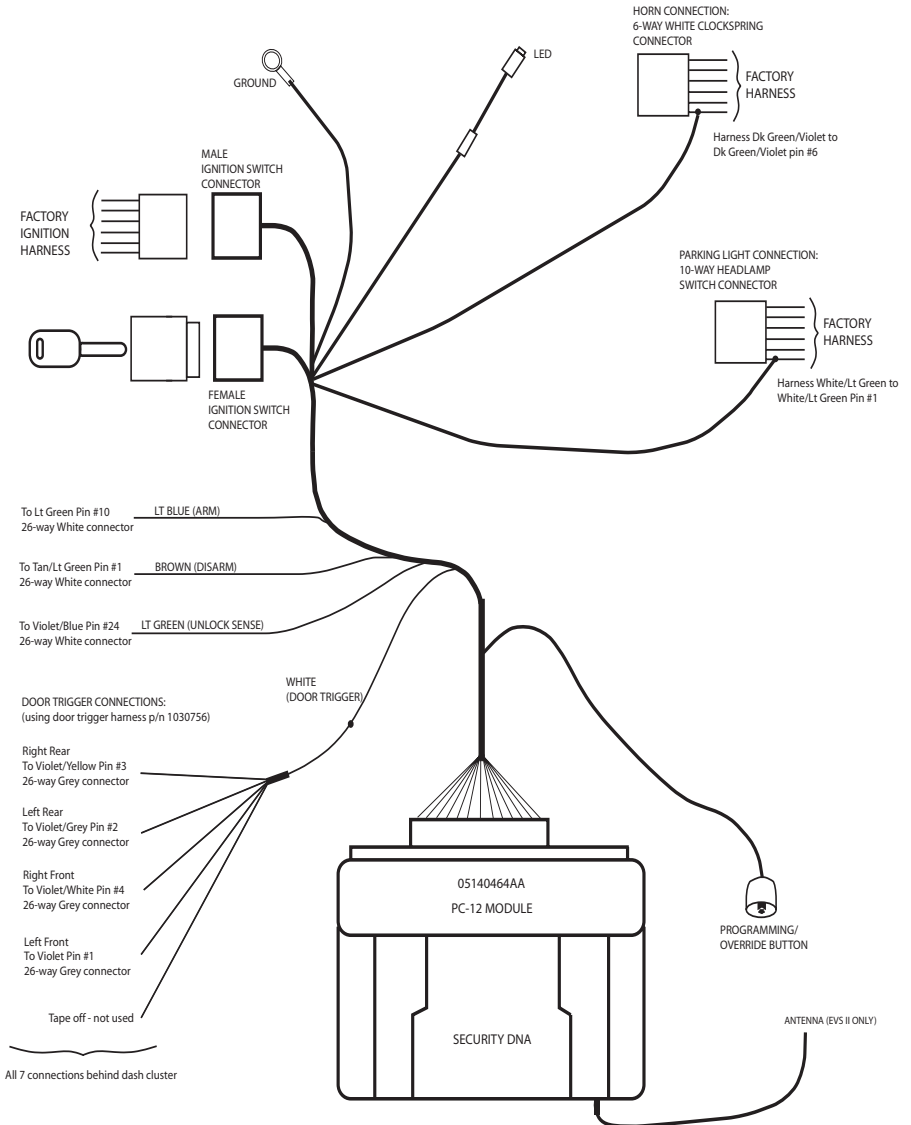 HORN CONNECTION:
6-WAY WHITE CLOCKSPRING
CONNECTOR
FACTORY
HARNESS
Harness Dk Green/Violet to
Dk Green/Violet pin #6
LED
GROUND
MALE
IGNITION SWITCH
CONNECTOR
FACTORY
IGNITION
HARNESS
PARKING LIGHT CONNECTION:
10-WAY HEADLAMP
SWITCH CONNECTOR
FACTORY
HARNESS
Harness White/Lt Green to
White/Lt Green Pin #1
FEMALE
IGNITION SWITCH
CONNECTOR
To Lt Green Pin #10
26-way White connector
LT BLUE (ARM)
To Tan/Lt Green Pin #1
26-way White connector
BROWN (DISARM)
To Violet/Blue Pin #24
26-way White connector
LT GREEN (UNLOCK SENSE)
WHITE
(DOOR TRIGGER)
DOOR TRIGGER CONNECTIONS:
(using door trigger harness p/n 1030756)
Right Rear
To Violet/Yellow Pin #3
26-way Grey connector
Left Rear
To Violet/Grey Pin #2
26-way Grey connector
Right Front
To Violet/White Pin #4
26-way Grey connector
Left Front
To Violet Pin #1
26-way Grey connector
Tape off - not used
All 7 connections behind dash cluster
05140464AA
PC-12 MODULE
SECURITY DNA
PROGRAMMING/
OVERRIDE BUTTON
ANTENNA (EVS II ONLY)